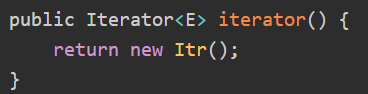 public Iterator<E> iterator() {
    return new Itr();
}